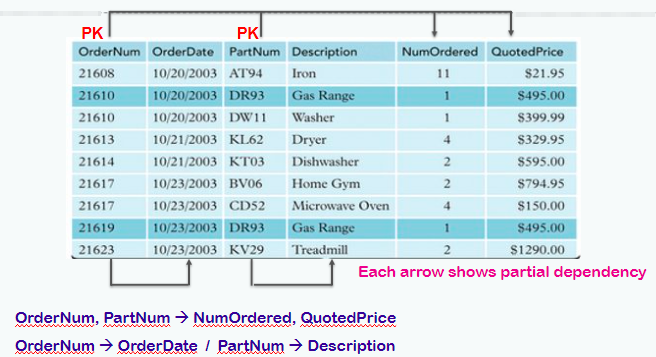 PK PK
OrderNum OrderDate PartNum Description NumOrdered QuotedPrice
21608 10/20/2003 AT94 Iron 11 $21.95
21610 10/20/2003 DR93 Gas Range 1 $495.00
21610 10/20/2003 DW11 Washer 1 $399.99
21613 10/21/2003 KL62 Dryer 4 $329.95
21614 10/21/2003 KT03 Dishwasher 2 $595.00
21617 10/23/2003 BV06 Home Gym 2 $794.95
21617 10/23/2003 CD52 Microwave Oven 4 $150.00
21619 10/23/2003 DR93 Gas Range 1 $495.00
21623 10/23/2003 KV29 Treadmill 2 $1290.00
Each arrow shows partial dependency
OrderNum, PartNum → NumOrdered, QuotedPrice
OrderNum → OrderDate / PartNum → Description